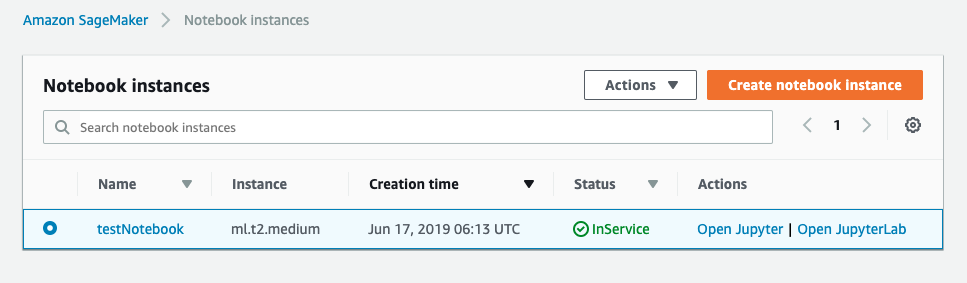 Amazon SageMaker > Notebook instances
Notebook instances Actions Create notebook instance
Search notebook instances 1
Name Instance Creation time Status Actions
testNotebook ml.t2.medium Jun 17, 2019 06:13 UTC InService Open Jupyter | Open JupyterLab